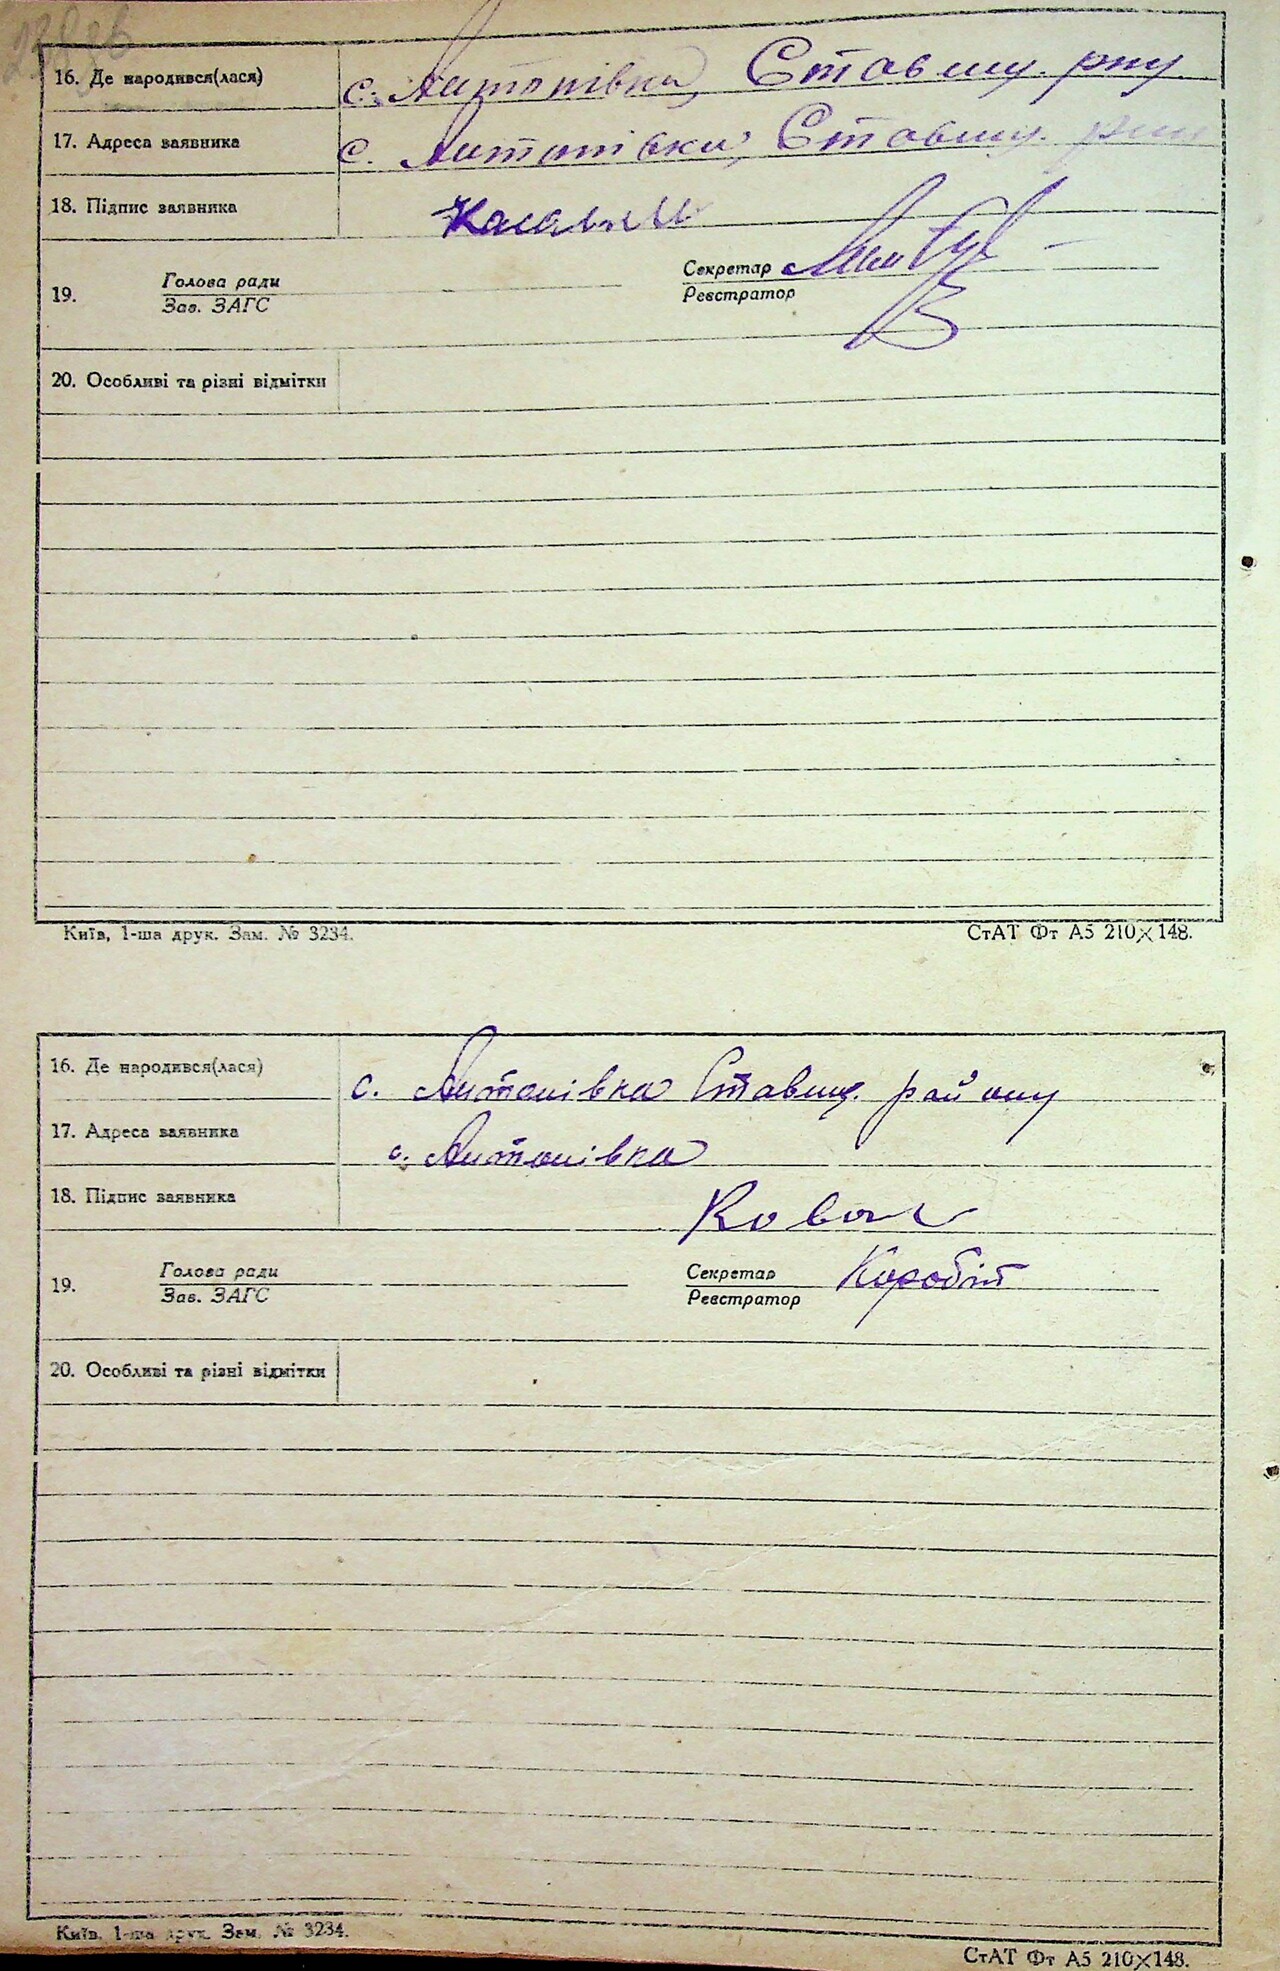 16. Де народився(лася) с. Антонівка, Ставищ. рну.
17. Адреса заявника с. Антонівка, Ставищ. рну
18. Підпис заявника
19. Голова ради Секретар
Зав. ЗАГС Реєстратор
20. Особливі та різні відмітки
Київ, 1-ша друк. Зам. № 3234. СтАТ Фт А5 210×148.
16. Де народився(лася) с. Антонівка Ставищ. району
17. Адреса заявника с. Антонівка
18. Підпис заявника
19. Голова ради Секретар
Зав. ЗАГС Реєстратор
20. Особливі та різні відмітки
Київ, 1-ша друк. Зам. № 3234.
СтАТ Фт А5 210×148.